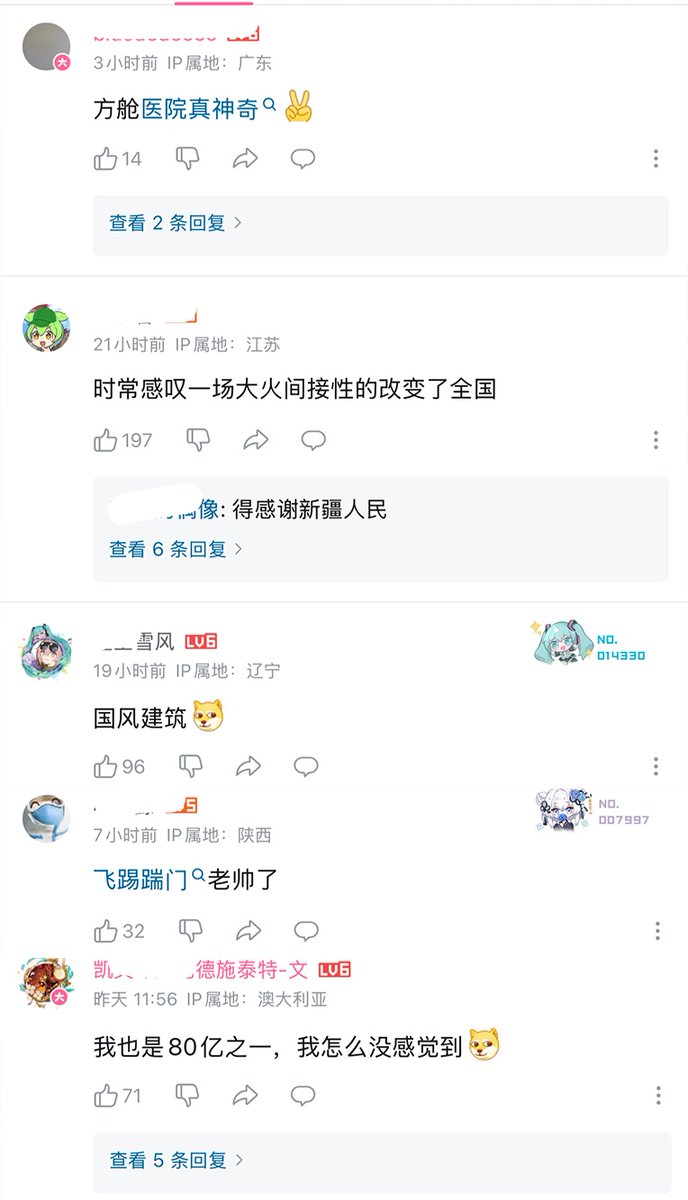 3小时前 IP属地：广东
方舱医院真神奇
14
查看 2 条回复
21小时前 IP属地：江苏
时常感叹一场大火间接性的改变了全国
197
偶像: 得感谢新疆人民
查看 6 条回复
雪风 LV6
NO.
014330
19小时前 IP属地：辽宁
国风建筑
96
NO.
007997
7小时前 IP属地：陕西
飞踢踹门老帅了
32
凯 德施泰特-文 LV6
昨天 11:56 IP属地：澳大利亚
我也是80亿之一，我怎么没感觉到
71
查看 5 条回复